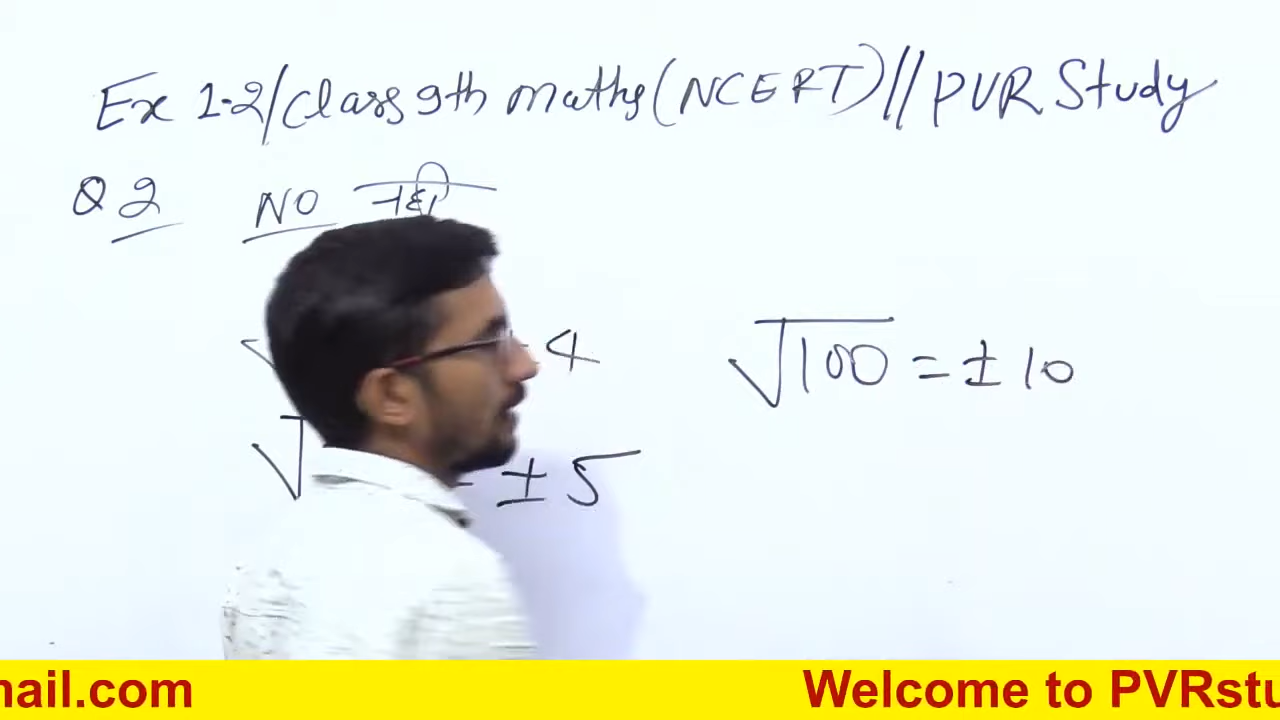 Ex 1.2/Class 9th maths (NCERT)//PVR Study
Q 2 NO नहीं
√ 4
√100 = ±10
√ ± 5
mail.com Welcome to PVRstu